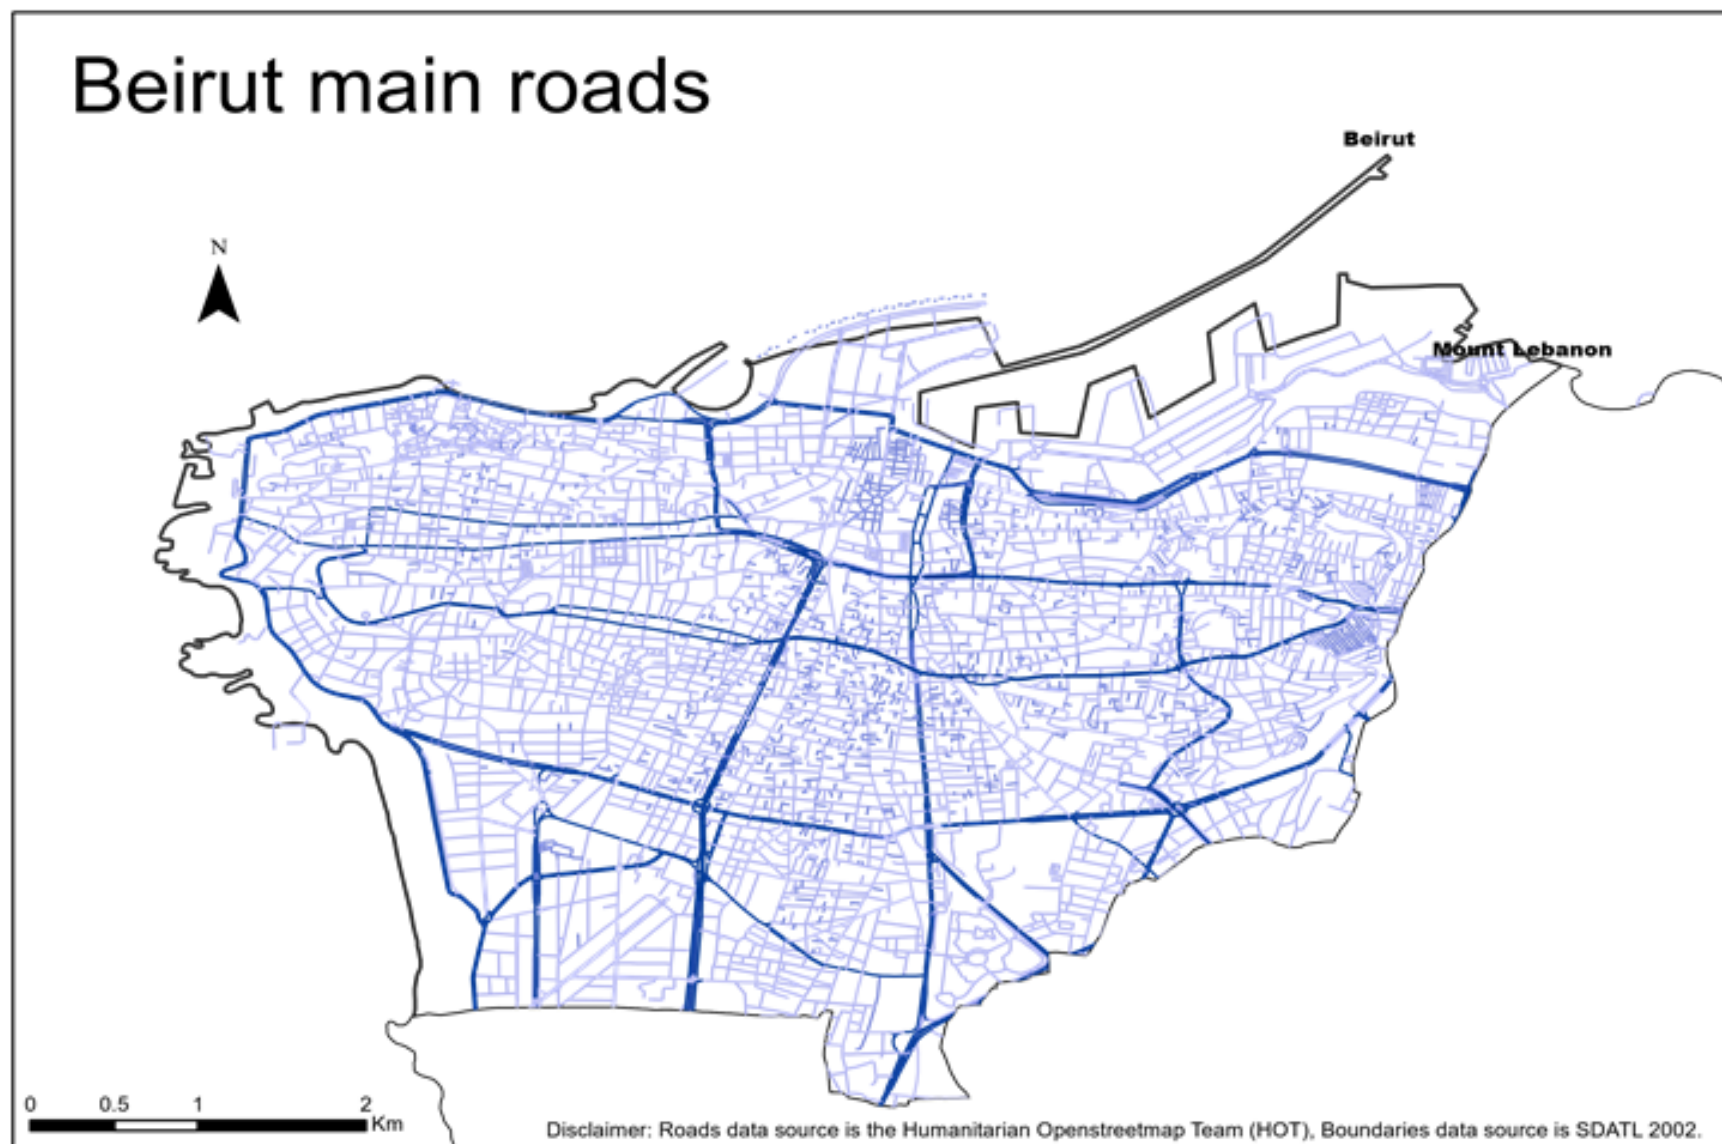 Beirut main roads
Beirut
N
Mount Lebanon
0 0.5 1 2
Km
Disclaimer: Roads data source is the Humanitarian Openstreetmap Team (HOT), Boundaries data source is SDATL 2002.